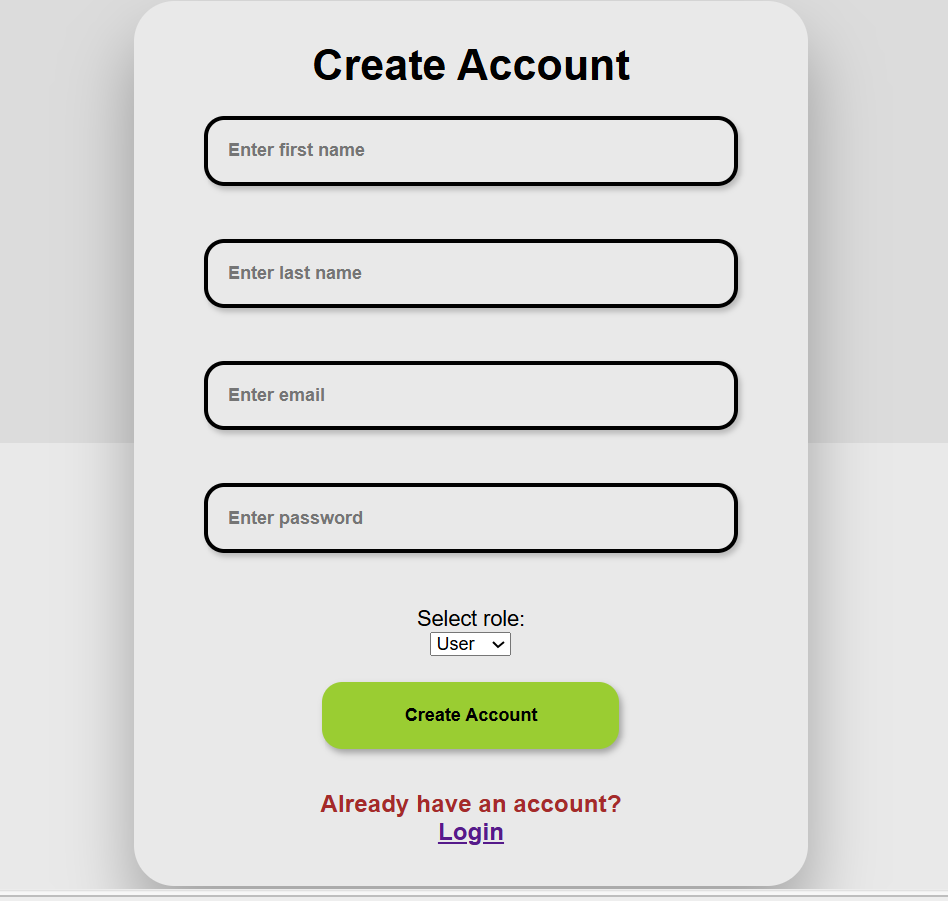 Create Account
Enter first name
Enter last name
Enter email
Enter password
Select role:
User
Create Account
Already have an account?
Login